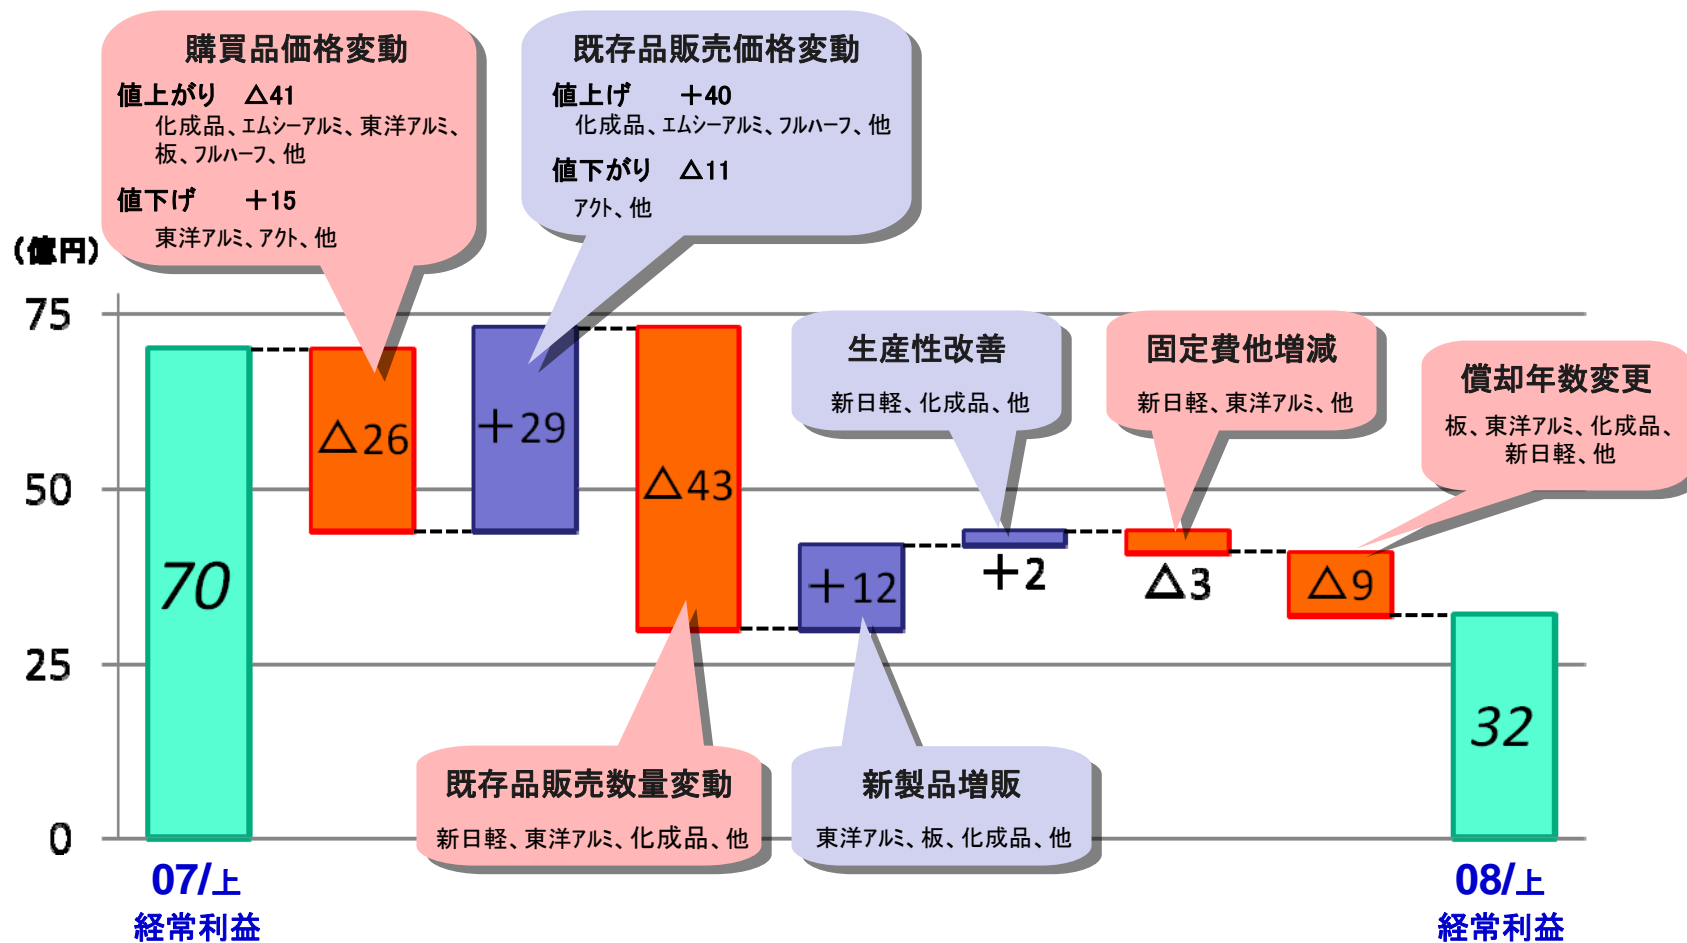 購買品価格変動
値上がり △41
化成品、エムシーアルミ、東洋アルミ、
板、フルハーフ、他
値下げ ＋15
東洋アルミ、アクト、他
既存品販売価格変動
値上げ ＋40
化成品、エムシーアルミ、フルハーフ、他
値下がり △11
アクト、他
（億円）
75
50
25
0
生産性改善
新日軽、化成品、他
固定費他増減
新日軽、東洋アルミ、他
償却年数変更
板、東洋アルミ、化成品、
新日軽、他
70
△26
＋29
△43
＋12
＋2
△3
△9
32
既存品販売数量変動
新日軽、東洋アルミ、化成品、他
新製品増販
東洋アルミ、板、化成品、他
07/上
経常利益
08/上
経常利益